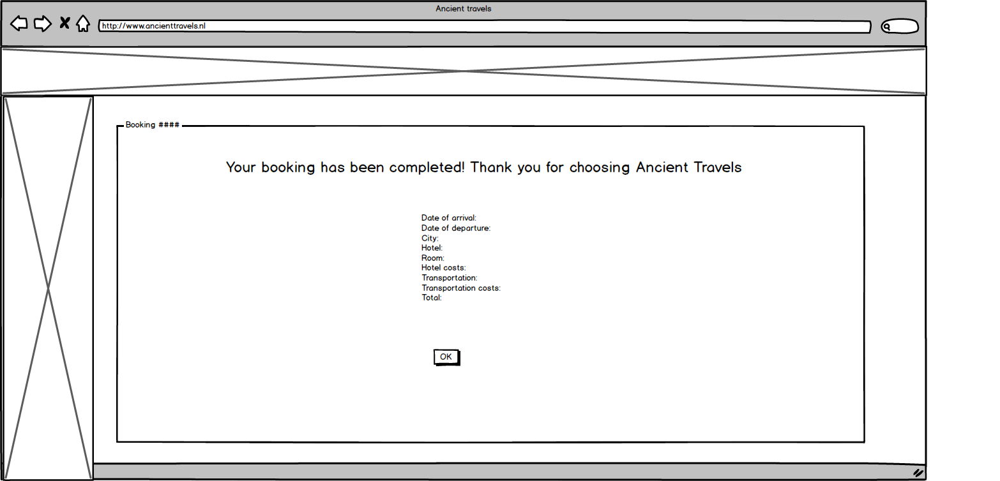 Ancient travels
http://www.ancienttravels.nl
Booking ####
Your booking has been completed! Thank you for choosing Ancient Travels
Date of arrival:
Date of departure:
City:
Hotel:
Room:
Hotel costs:
Transportation:
Transportation costs:
Total:
OK